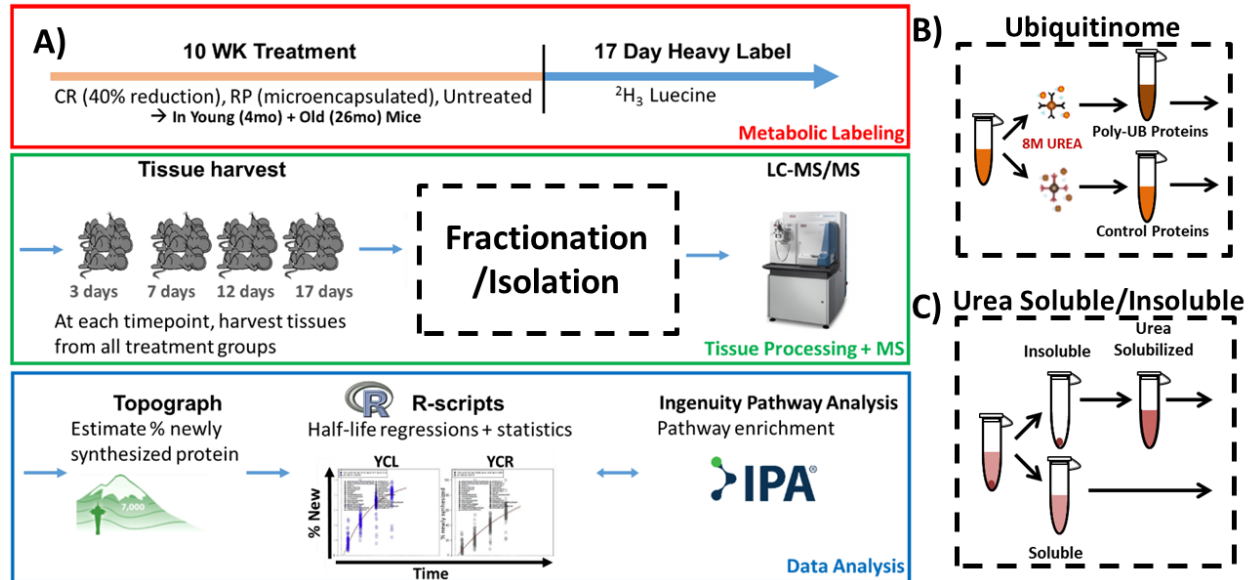 A)
10 WK Treatment
17 Day Heavy Label
CR (40% reduction), RP (microencapsulated), Untreated
→ In Young (4mo) + Old (26mo) Mice
²H₃ Luecine
Metabolic Labeling
Tissue harvest
LC-MS/MS
3 days 7 days 12 days 17 days
Fractionation
/Isolation
At each timepoint, harvest tissues
from all treatment groups
Tissue Processing + MS
Topograph
Estimate % newly
synthesized protein
7,000
R
R-scripts
Half-life regressions + statistics
YCL
YCR
% New
% newly synthesized
Time
Ingenuity Pathway Analysis
Pathway enrichment
IPA®
Data Analysis
B)
Ubiquitinome
8M UREA
Poly-UB Proteins
Control Proteins
C)
Urea Soluble/Insoluble
Insoluble
Urea
Solubilized
Soluble